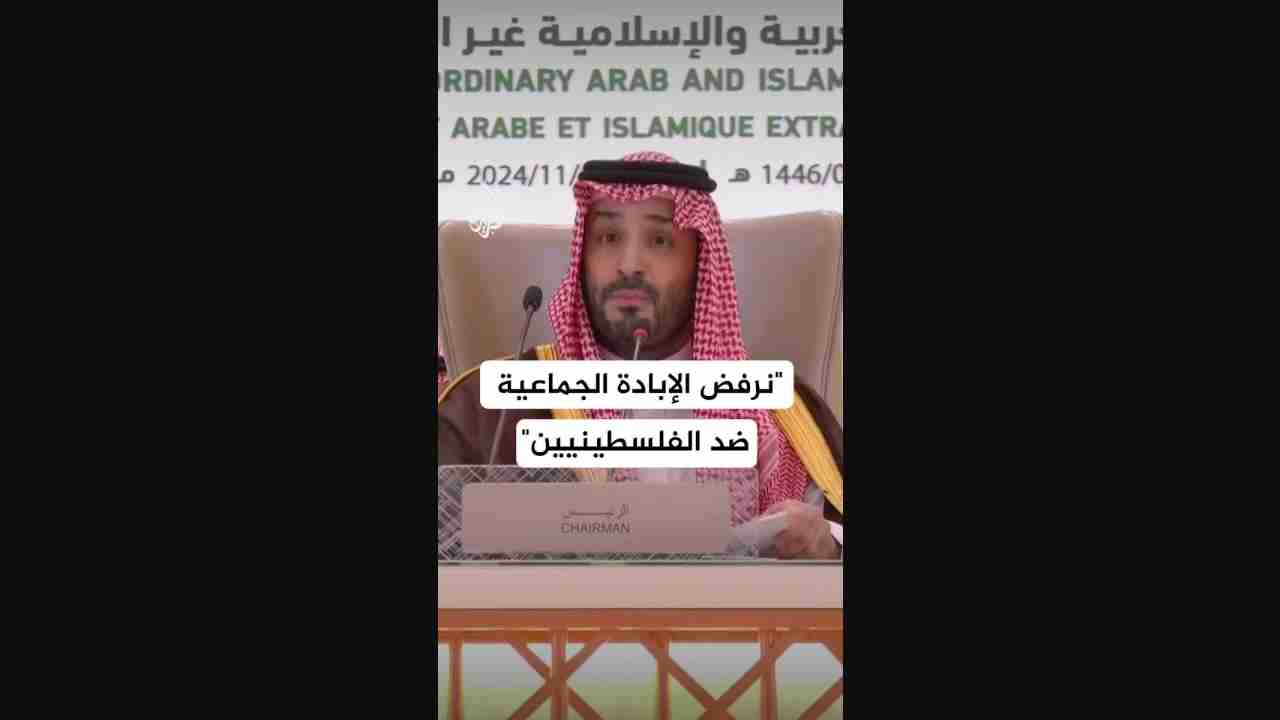 والإسلامية غير
ORDINARY ARAB AND ISLAM
ARABE ET ISLAMIQUE EXTRA
1446/0 هـ 2024/11/ م
"نرفض الإبادة الجماعية
ضد الفلسطينيين"
الرئيس
CHAIRMAN